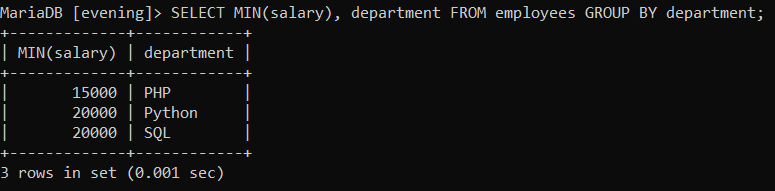 MariaDB [evening]> SELECT MIN(salary), department FROM employees GROUP BY department;
+-------------+------------+
| MIN(salary) | department |
+-------------+------------+
|       15000 | PHP        |
|       20000 | Python     |
|       20000 | SQL        |
+-------------+------------+
3 rows in set (0.001 sec)